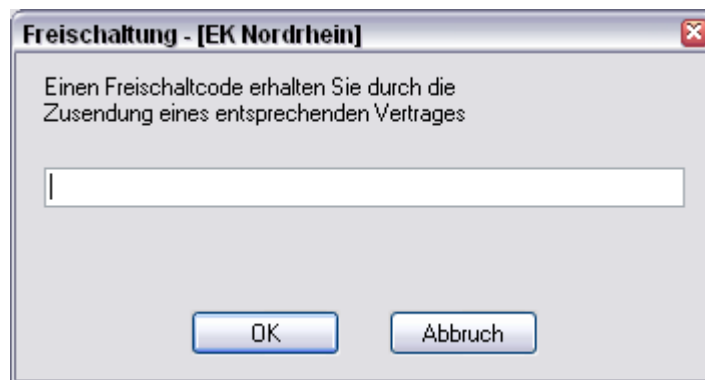 Freischaltung - [EK Nordrhein]
Einen Freischaltcode erhalten Sie durch die
Zusendung eines entsprechenden Vertrages
OK
Abbruch